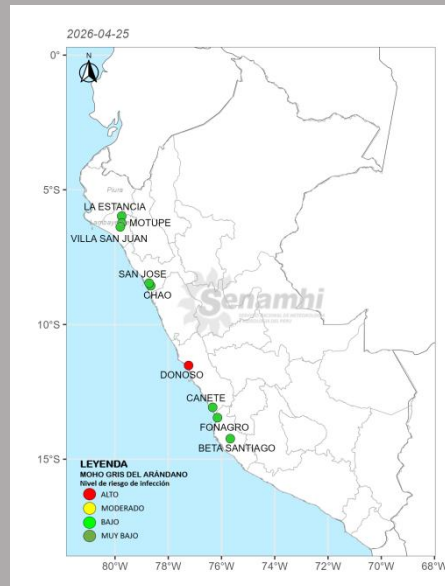 2026-04-25
N
0°
5°S
10°S
15°S
Piura
LA ESTANCIA
MOTUPE
VILLA SAN JUAN
SAN JOSE
CHAO
Senamhi
DONOSO
CANETE
FONAGRO
BETA SANTIAGO
LEYENDA
MOHO GRIS DEL ARÁNDANO
Nivel de riesgo de infección
ALTO
MODERADO
BAJO
MUY BAJO
80°W
78°W
76°W
74°W
72°W
70°W
68°W